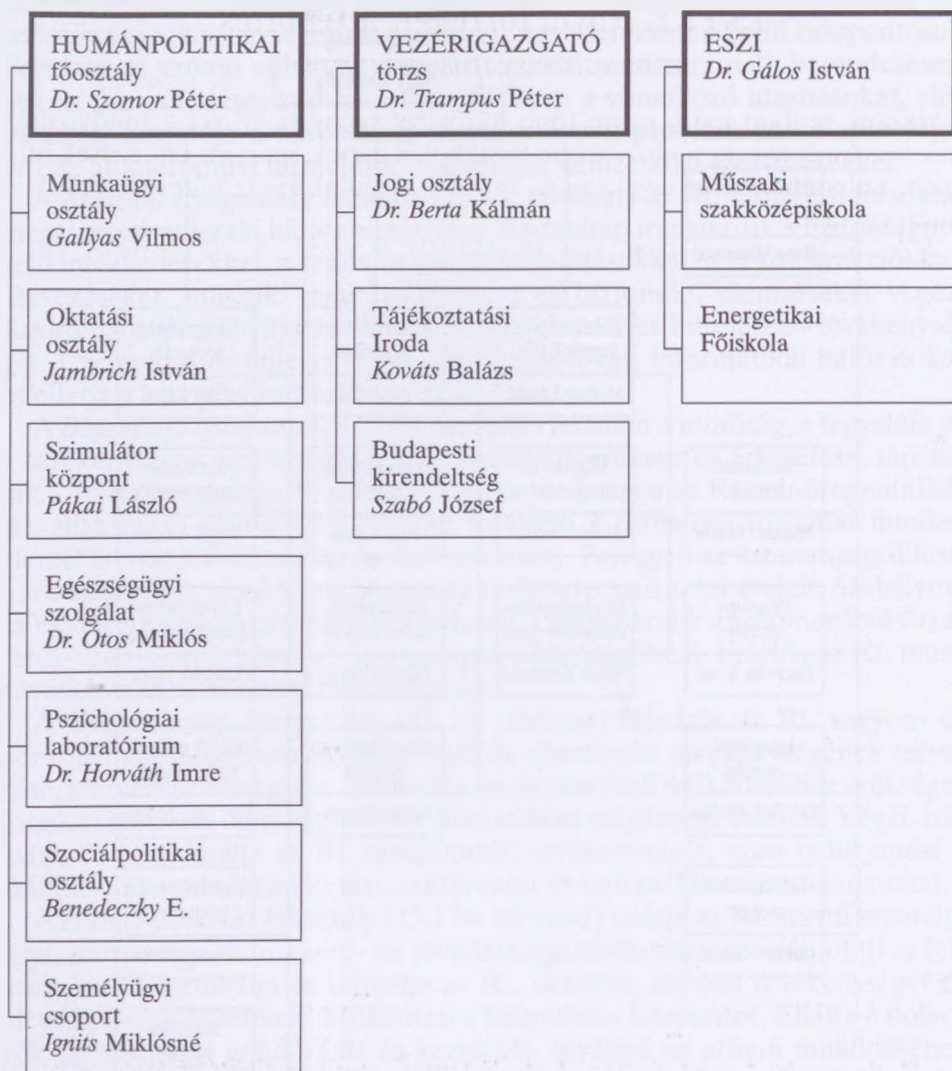 HUMÁNPOLITIKAI
főosztály
Dr. Szomor Péter
Munkaügyi
osztály
Gallyas Vilmos
Oktatási
osztály
Jambrich István
Szimulátor
központ
Pákai László
Egészségügyi
szolgálat
Dr. Ótos Miklós
Pszichológiai
laboratórium
Dr. Horváth Imre
Szociálpolitikai
osztály
Benedeczky E.
Személyügyi
csoport
Ignits Miklósné
VEZÉRIGAZGATÓ
törzs
Dr. Trampus Péter
Jogi osztály
Dr. Berta Kálmán
Tájékoztatási
Iroda
Kováts Balázs
Budapesti
kirendeltség
Szabó József
ESZI
Dr. Gálos István
Műszaki
szakközépiskola
Energetikai
Főiskola